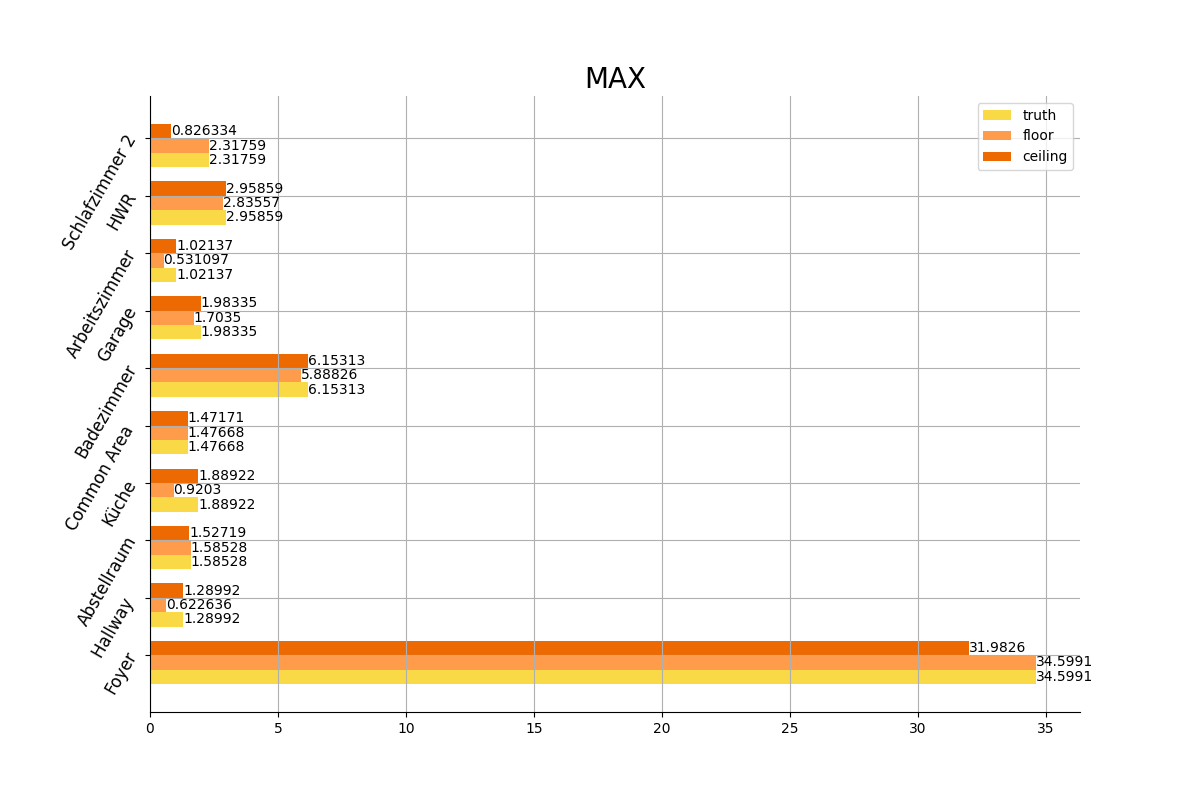 MAX
truth
floor
ceiling
Schlafzimmer 2
0.826334
2.31759
2.31759
HWR
2.95859
2.83557
2.95859
Arbeitszimmer
1.02137
0.531097
1.02137
Garage
1.98335
1.7035
1.98335
Badezimmer
6.15313
5.88826
6.15313
Common Area
1.47171
1.47668
1.47668
Küche
1.88922
0.9203
1.88922
Abstellraum
1.52719
1.58528
1.58528
Hallway
1.28992
0.622636
1.28992
Foyer
31.9826
34.5991
34.5991
0 5 10 15 20 25 30 35